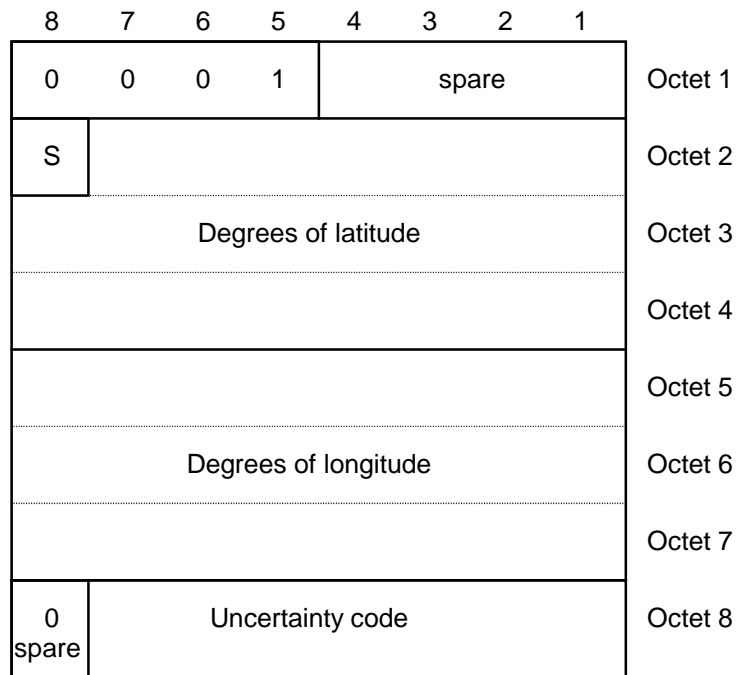 8 7 6 5 4 3 2 1
0 0 0 1 spare Octet 1
S Octet 2
Degrees of latitude Octet 3
Octet 4
Octet 5
Degrees of longitude Octet 6
Octet 7
0 Uncertainty code Octet 8
spare